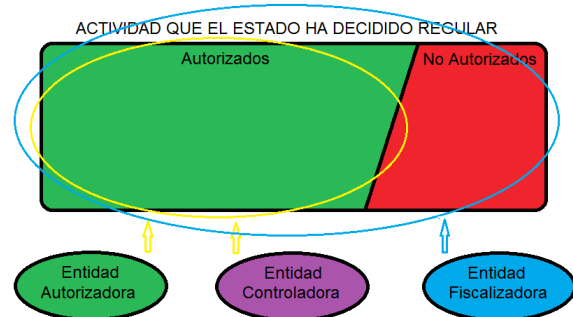 ACTIVIDAD QUE EL ESTADO HA DECIDIDO REGULAR
Autorizados
No Autorizados
Entidad
Autorizadora
Entidad
Controladora
Entidad
Fiscalizadora